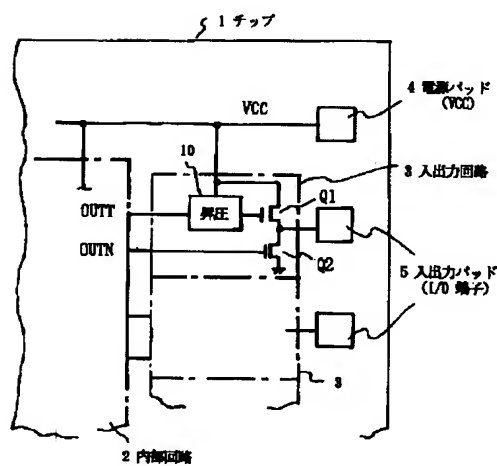 1 チップ
4 電源パッド
(VCC)
VCC
10
3 入出力回路
Q1
OUTT
昇圧
OUTN
Q2
5 入出力パッド
(I/O 端子)
3
2 内部回路